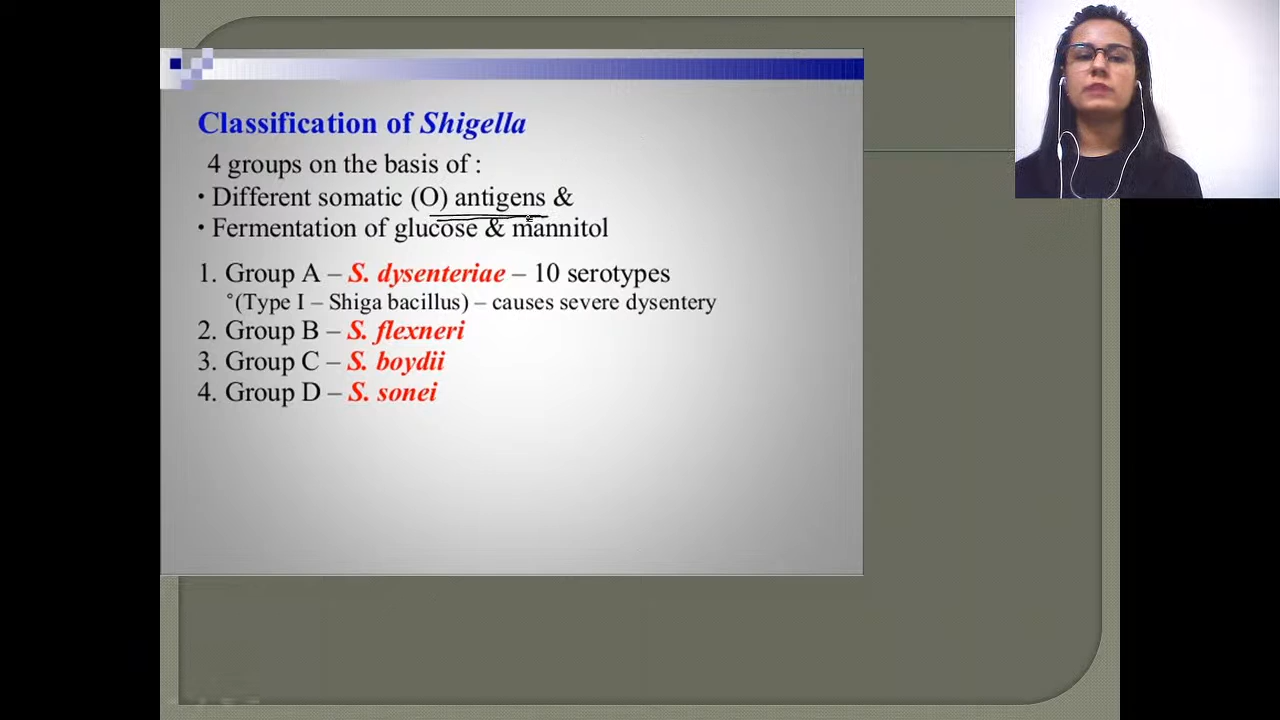 Classification of Shigella
4 groups on the basis of :
• Different somatic (O) antigens &
• Fermentation of glucose & mannitol
1. Group A – S. dysenteriae – 10 serotypes
°(Type I – Shiga bacillus) – causes severe dysentery
2. Group B – S. flexneri
3. Group C – S. boydii
4. Group D – S. sonei